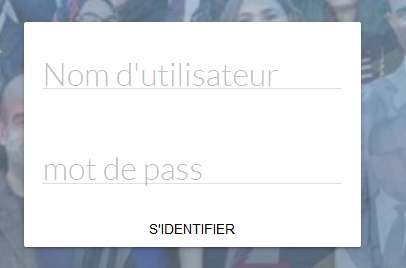 Nom d'utilisateur
mot de pass
S'IDENTIFIER